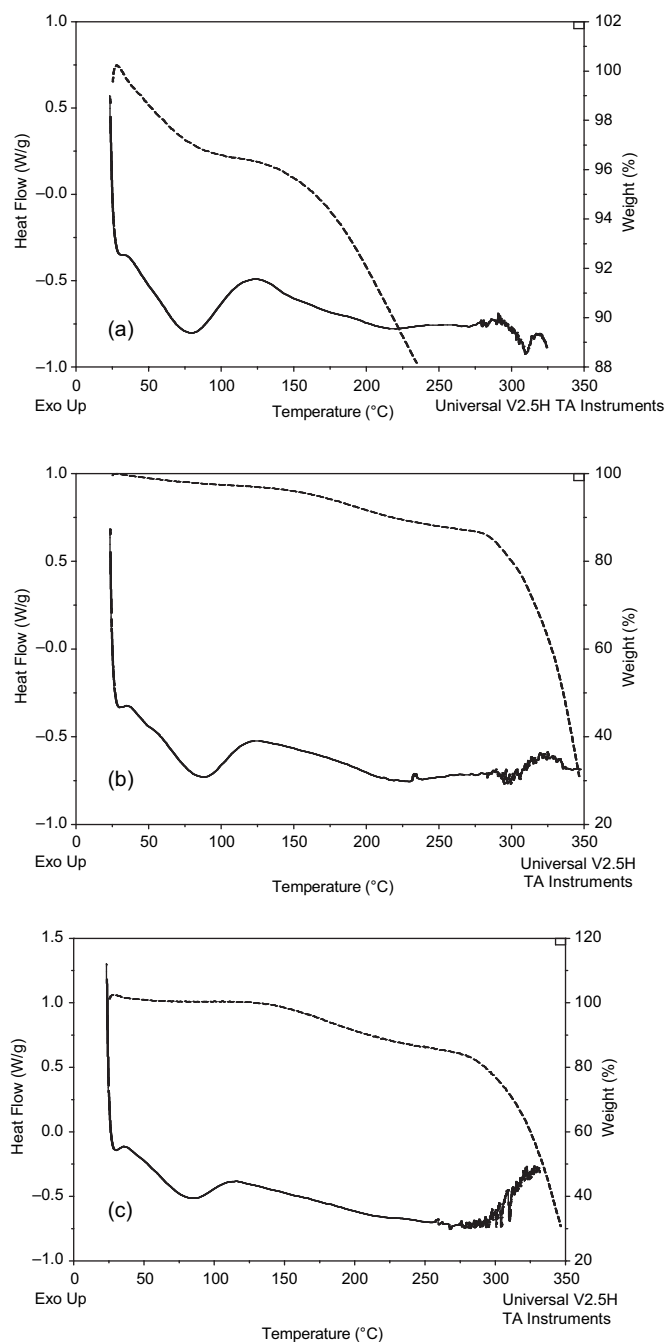 1.0
0.5
–0.0
–0.5
–1.0
Heat Flow (W/g)
102
100
98
96
94
92
90
88
Weight (%)
(a)
0 50 100 150 200 250 300 350
Exo Up Temperature (°C) Universal V2.5H TA Instruments
1.0
0.5
–0.0
–0.5
–1.0
Heat Flow (W/g)
100
80
60
40
20
Weight (%)
(b)
0 50 100 150 200 250 300 350
Exo Up Universal V2.5H
Temperature (°C) TA Instruments
1.5
1.0
0.5
0.0
–0.5
–1.0
Heat Flow (W/g)
120
100
80
60
40
20
Weight (%)
(c)
0 50 100 150 200 250 300 350
Exo Up Universal V2.5H
TA Instruments
Temperature (°C)